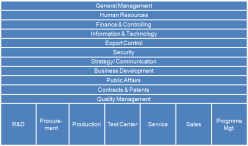 General Management
Human Resources
Finance & Controlling
Information & Technology
Export Control
Security
Strategy/ Communication
Business Development
Public Affairs
Contracts & Patents
Quality Management
R&D
Procure-
ment
Production
Test Center
Service
Sales
Progrmme
Mgt.